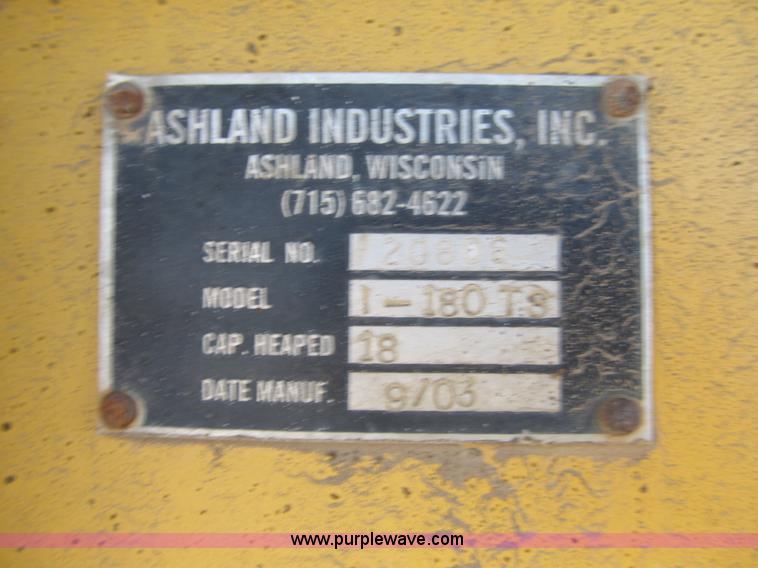 ASHLAND INDUSTRIES, INC.
ASHLAND, WISCONSIN
(715) 682-4622
SERIAL NO.
MODEL 1-180 TS
CAP. HEAPED 18
DATE MANUF. 9/03
www.purplewave.com